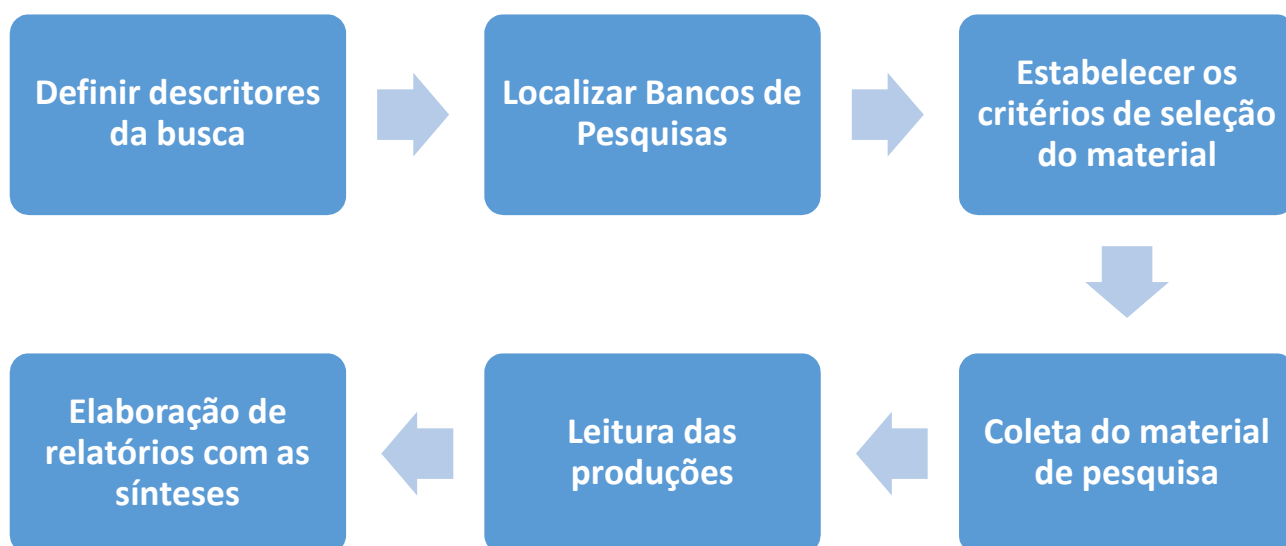 Definir descritores
da busca
Localizar Bancos de
Pesquisas
Estabelecer os
critérios de seleção
do material
Coleta do material
de pesquisa
Leitura das
produções
Elaboração de
relatórios com as
sínteses